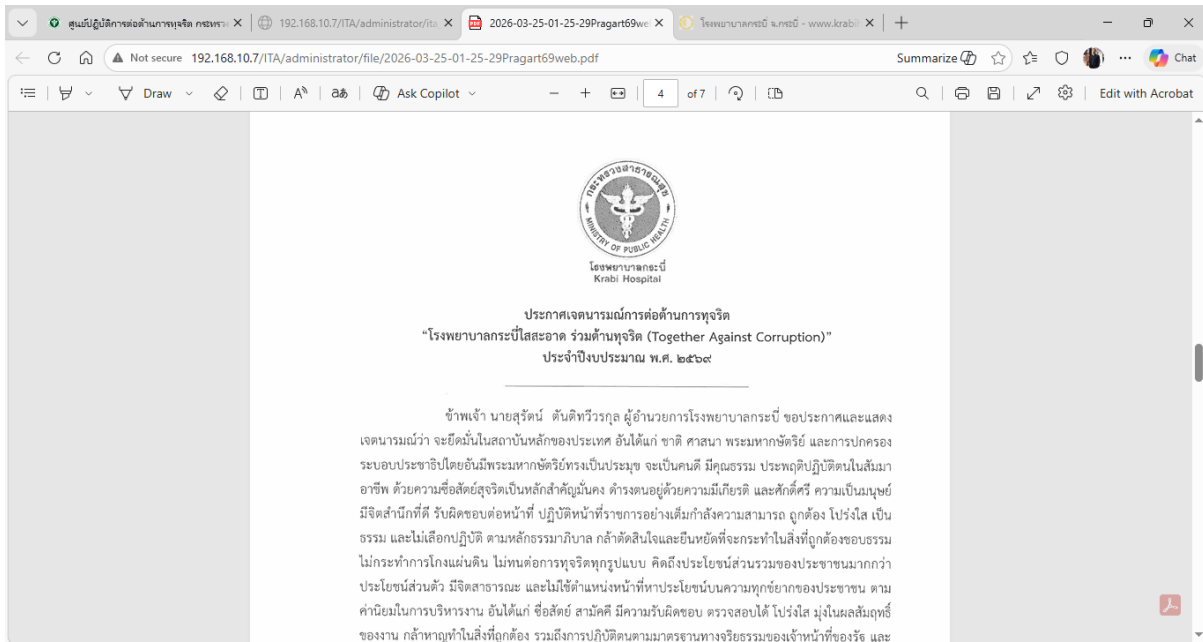 ศูนย์ปฏิบัติการต่อต้านการทุจริต กระทรว
192.168.10.7/ITA/administrator/ita
2026-03-25-01-25-29Pragart69we
โรงพยาบาลกระบี่ จ.กระบี่ - www.krabi
Not secure 192.168.10.7/ITA/administrator/file/2026-03-25-01-25-29Pragart69web.pdf
Summarize
Chat
Draw
Ask Copilot
4 of 7
Edit with Acrobat
กระทรวงสาธารณสุข
MINISTRY OF PUBLIC HEALTH
โรงพยาบาลกระบี่
Krabi Hospital
ประกาศเจตนารมณ์การต่อต้านการทุจริต
“โรงพยาบาลกระบี่ใสสะอาด ร่วมต้านทุจริต (Together Against Corruption)”
ประจำปีงบประมาณ พ.ศ. ๒๕๖๙
ข้าพเจ้า นายสุรัตน์ ตันติทวีวรกุล ผู้อำนวยการโรงพยาบาลกระบี่ ขอประกาศและแสดง
เจตนารมณ์ว่า จะยึดมั่นในสถาบันหลักของประเทศ อันได้แก่ ชาติ ศาสนา พระมหากษัตริย์ และการปกครอง
ระบอบประชาธิปไตยอันมีพระมหากษัตริย์ทรงเป็นประมุข จะเป็นคนดี มีคุณธรรม ประพฤติปฏิบัติตนในสัมมา
อาชีพ ด้วยความซื่อสัตย์สุจริตเป็นหลักสำคัญมั่นคง ดำรงตนอยู่ด้วยความมีเกียรติ และศักดิ์ศรี ความเป็นมนุษย์
มีจิตสำนึกที่ดี รับผิดชอบต่อหน้าที่ ปฏิบัติหน้าที่ราชการอย่างเต็มกำลังความสามารถ ถูกต้อง โปร่งใส เป็น
ธรรม และไม่เลือกปฏิบัติ ตามหลักธรรมาภิบาล กล้าตัดสินใจและยืนหยัดที่จะกระทำในสิ่งที่ถูกต้องชอบธรรม
ไม่กระทำการโกงแผ่นดิน ไม่ทนต่อการทุจริตทุกรูปแบบ คิดถึงประโยชน์ส่วนรวมของประชาชนมากกว่า
ประโยชน์ส่วนตัว มีจิตสาธารณะ และไม่ใช้ตำแหน่งหน้าที่หาประโยชน์บนความทุกข์ยากของประชาชน ตาม
ค่านิยมในการบริหารงาน อันได้แก่ ซื่อสัตย์ สามัคคี มีความรับผิดชอบ ตรวจสอบได้ โปร่งใส มุ่งในผลสัมฤทธิ์
ของงาน กล้าหาญทำในสิ่งที่ถูกต้อง รวมถึงการปฏิบัติตนตามมาตรฐานทางจริยธรรมของเจ้าหน้าที่ของรัฐ และ